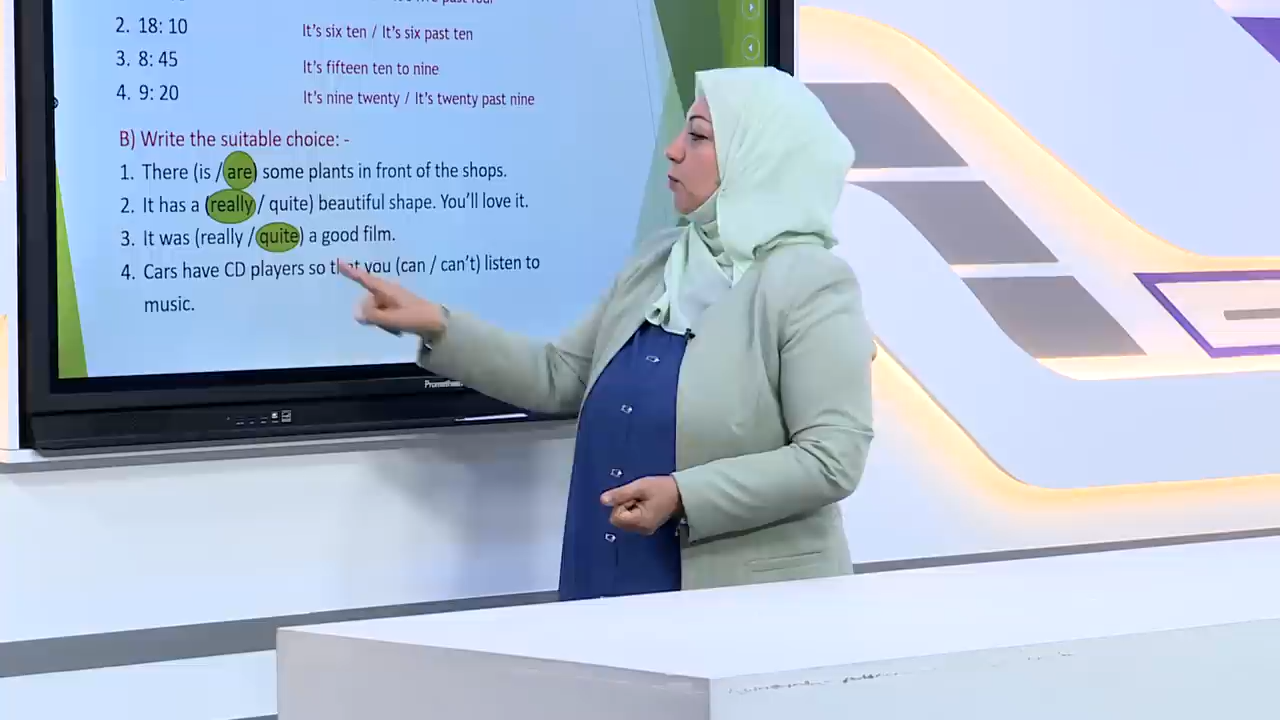 past four
2. 18: 10 It's six ten / It's six past ten
3. 8: 45 It's fifteen ten to nine
4. 9: 20 It's nine twenty / It's twenty past nine
B) Write the suitable choice: -
1. There (is / are) some plants in front of the shops.
2. It has a (really / quite) beautiful shape. You'll love it.
3. It was (really / quite) a good film.
4. Cars have CD players so that you (can / can't) listen to
music.